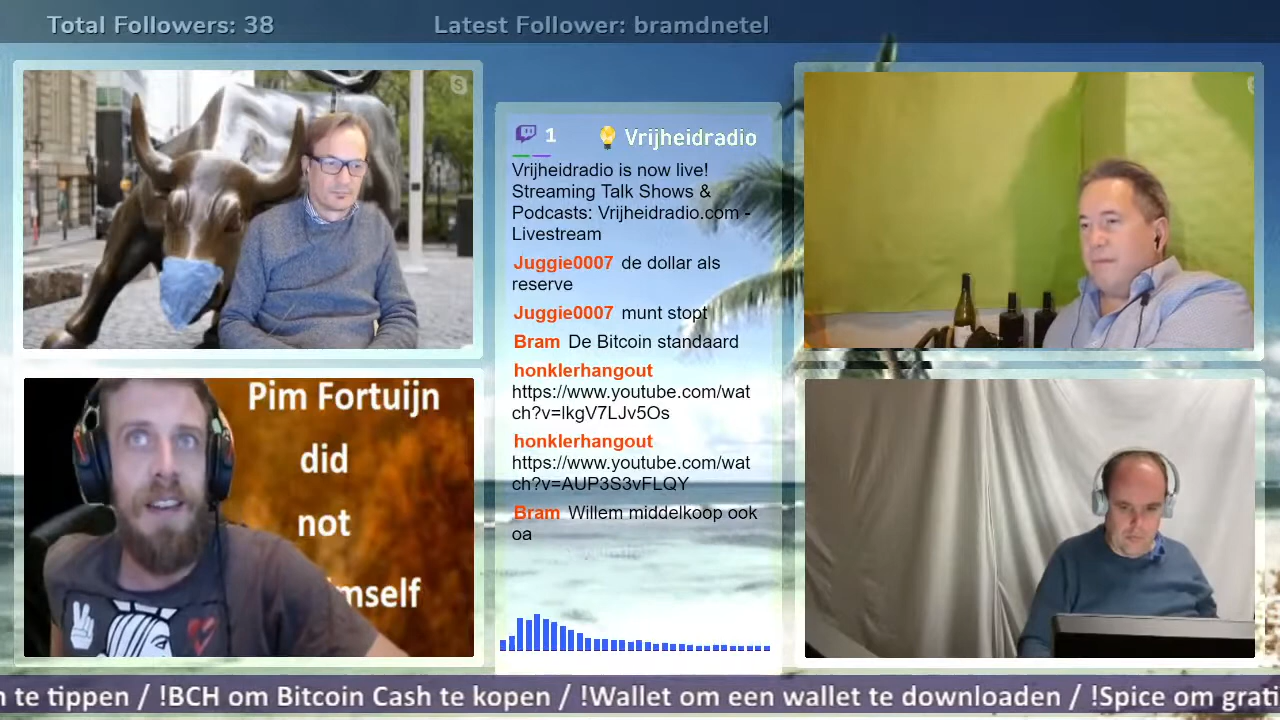 Total Followers: 38
Latest Follower: bramdnetel
1
Vrijheidradio
Vrijheidradio is now live!
Streaming Talk Shows &
Podcasts: Vrijheidradio.com -
Livestream
Juggie0007 de dollar als
reserve
Juggie0007 munt stopt
Bram De Bitcoin standaard
honklerhangout
https://www.youtube.com/wat
ch?v=lkgV7LJv5Os
honklerhangout
https://www.youtube.com/wat
ch?v=AUP3S3vFLQY
Bram Willem middelkoop ook
oa
Pim Fortuijn
did
not
mself
n te tippen / !BCH om Bitcoin Cash te kopen / !Wallet om een wallet te downloaden / !Spice om grati